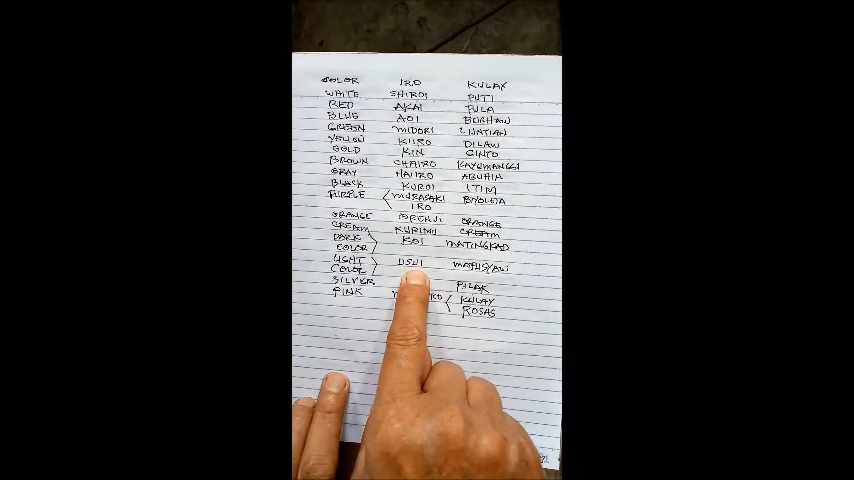 COLOR IRO KULAY
WHITE SHIROI PUTI
RED AKAI PULA
BLUE AOI BUGHAW
GREEN MIDORI LUNTIAN
YELLOW KIIRO DILAW
GOLD KIN GINTO
BROWN CHAIRO KAYUMANGGI
GRAY HAIIRO ABUHIN
BLACK KUROI ITIM
PURPLE MURASAKI BYOLETA
IRO
ORANGE ORENJI ORANGE
CREAM KURIMU CREAM
DARK KOI MATINGKAD
COLOR
LIGHT USUI
COLOR
SILVER PILAK
PINK KULAY
ROSAS